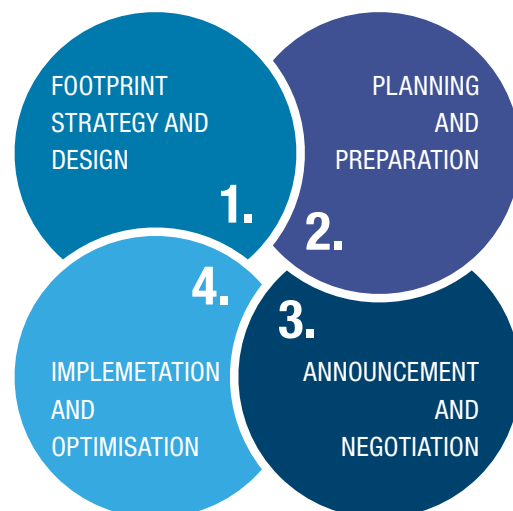 FOOTPRINT
STRATEGY AND
DESIGN
1.
PLANNING
AND
PREPARATION
2.
3.
ANNOUNCEMENT
AND
NEGOTIATION
4.
IMPLEMETATION
AND
OPTIMISATION